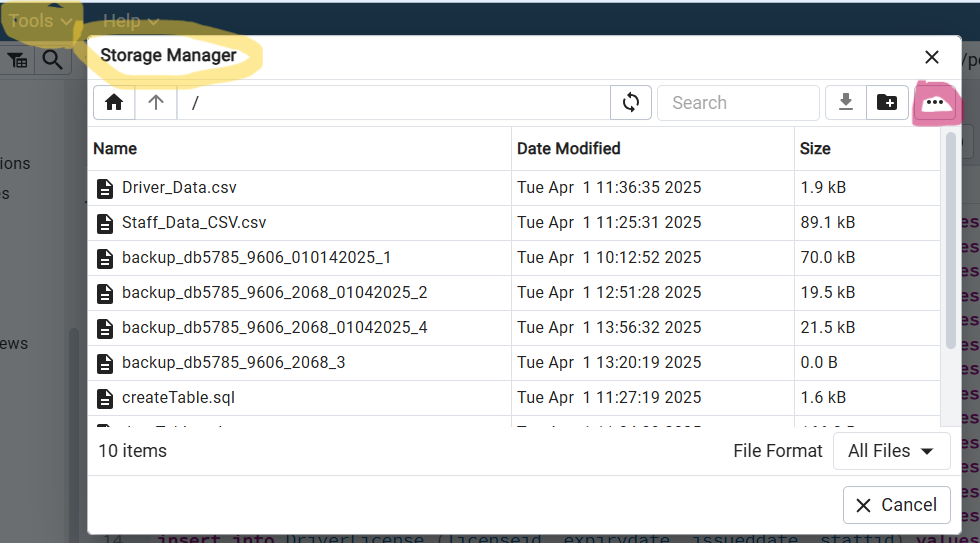 Tools Help
Storage Manager
/
Search
Name Date Modified Size
Driver_Data.csv Tue Apr 1 11:36:35 2025 1.9 kB
Staff_Data_CSV.csv Tue Apr 1 11:25:31 2025 89.1 kB
backup_db5785_9606_010142025_1 Tue Apr 1 10:12:52 2025 70.0 kB
backup_db5785_9606_2068_01042025_2 Tue Apr 1 12:51:28 2025 19.5 kB
backup_db5785_9606_2068_01042025_4 Tue Apr 1 13:56:32 2025 21.5 kB
backup_db5785_9606_2068_3 Tue Apr 1 13:20:19 2025 0.0 B
createTable.sql Tue Apr 1 11:27:19 2025 1.6 kB
10 items File Format All Files
Cancel
14 insert into DriverLicense (licenseid, expirydate, issueddate, staffid) values